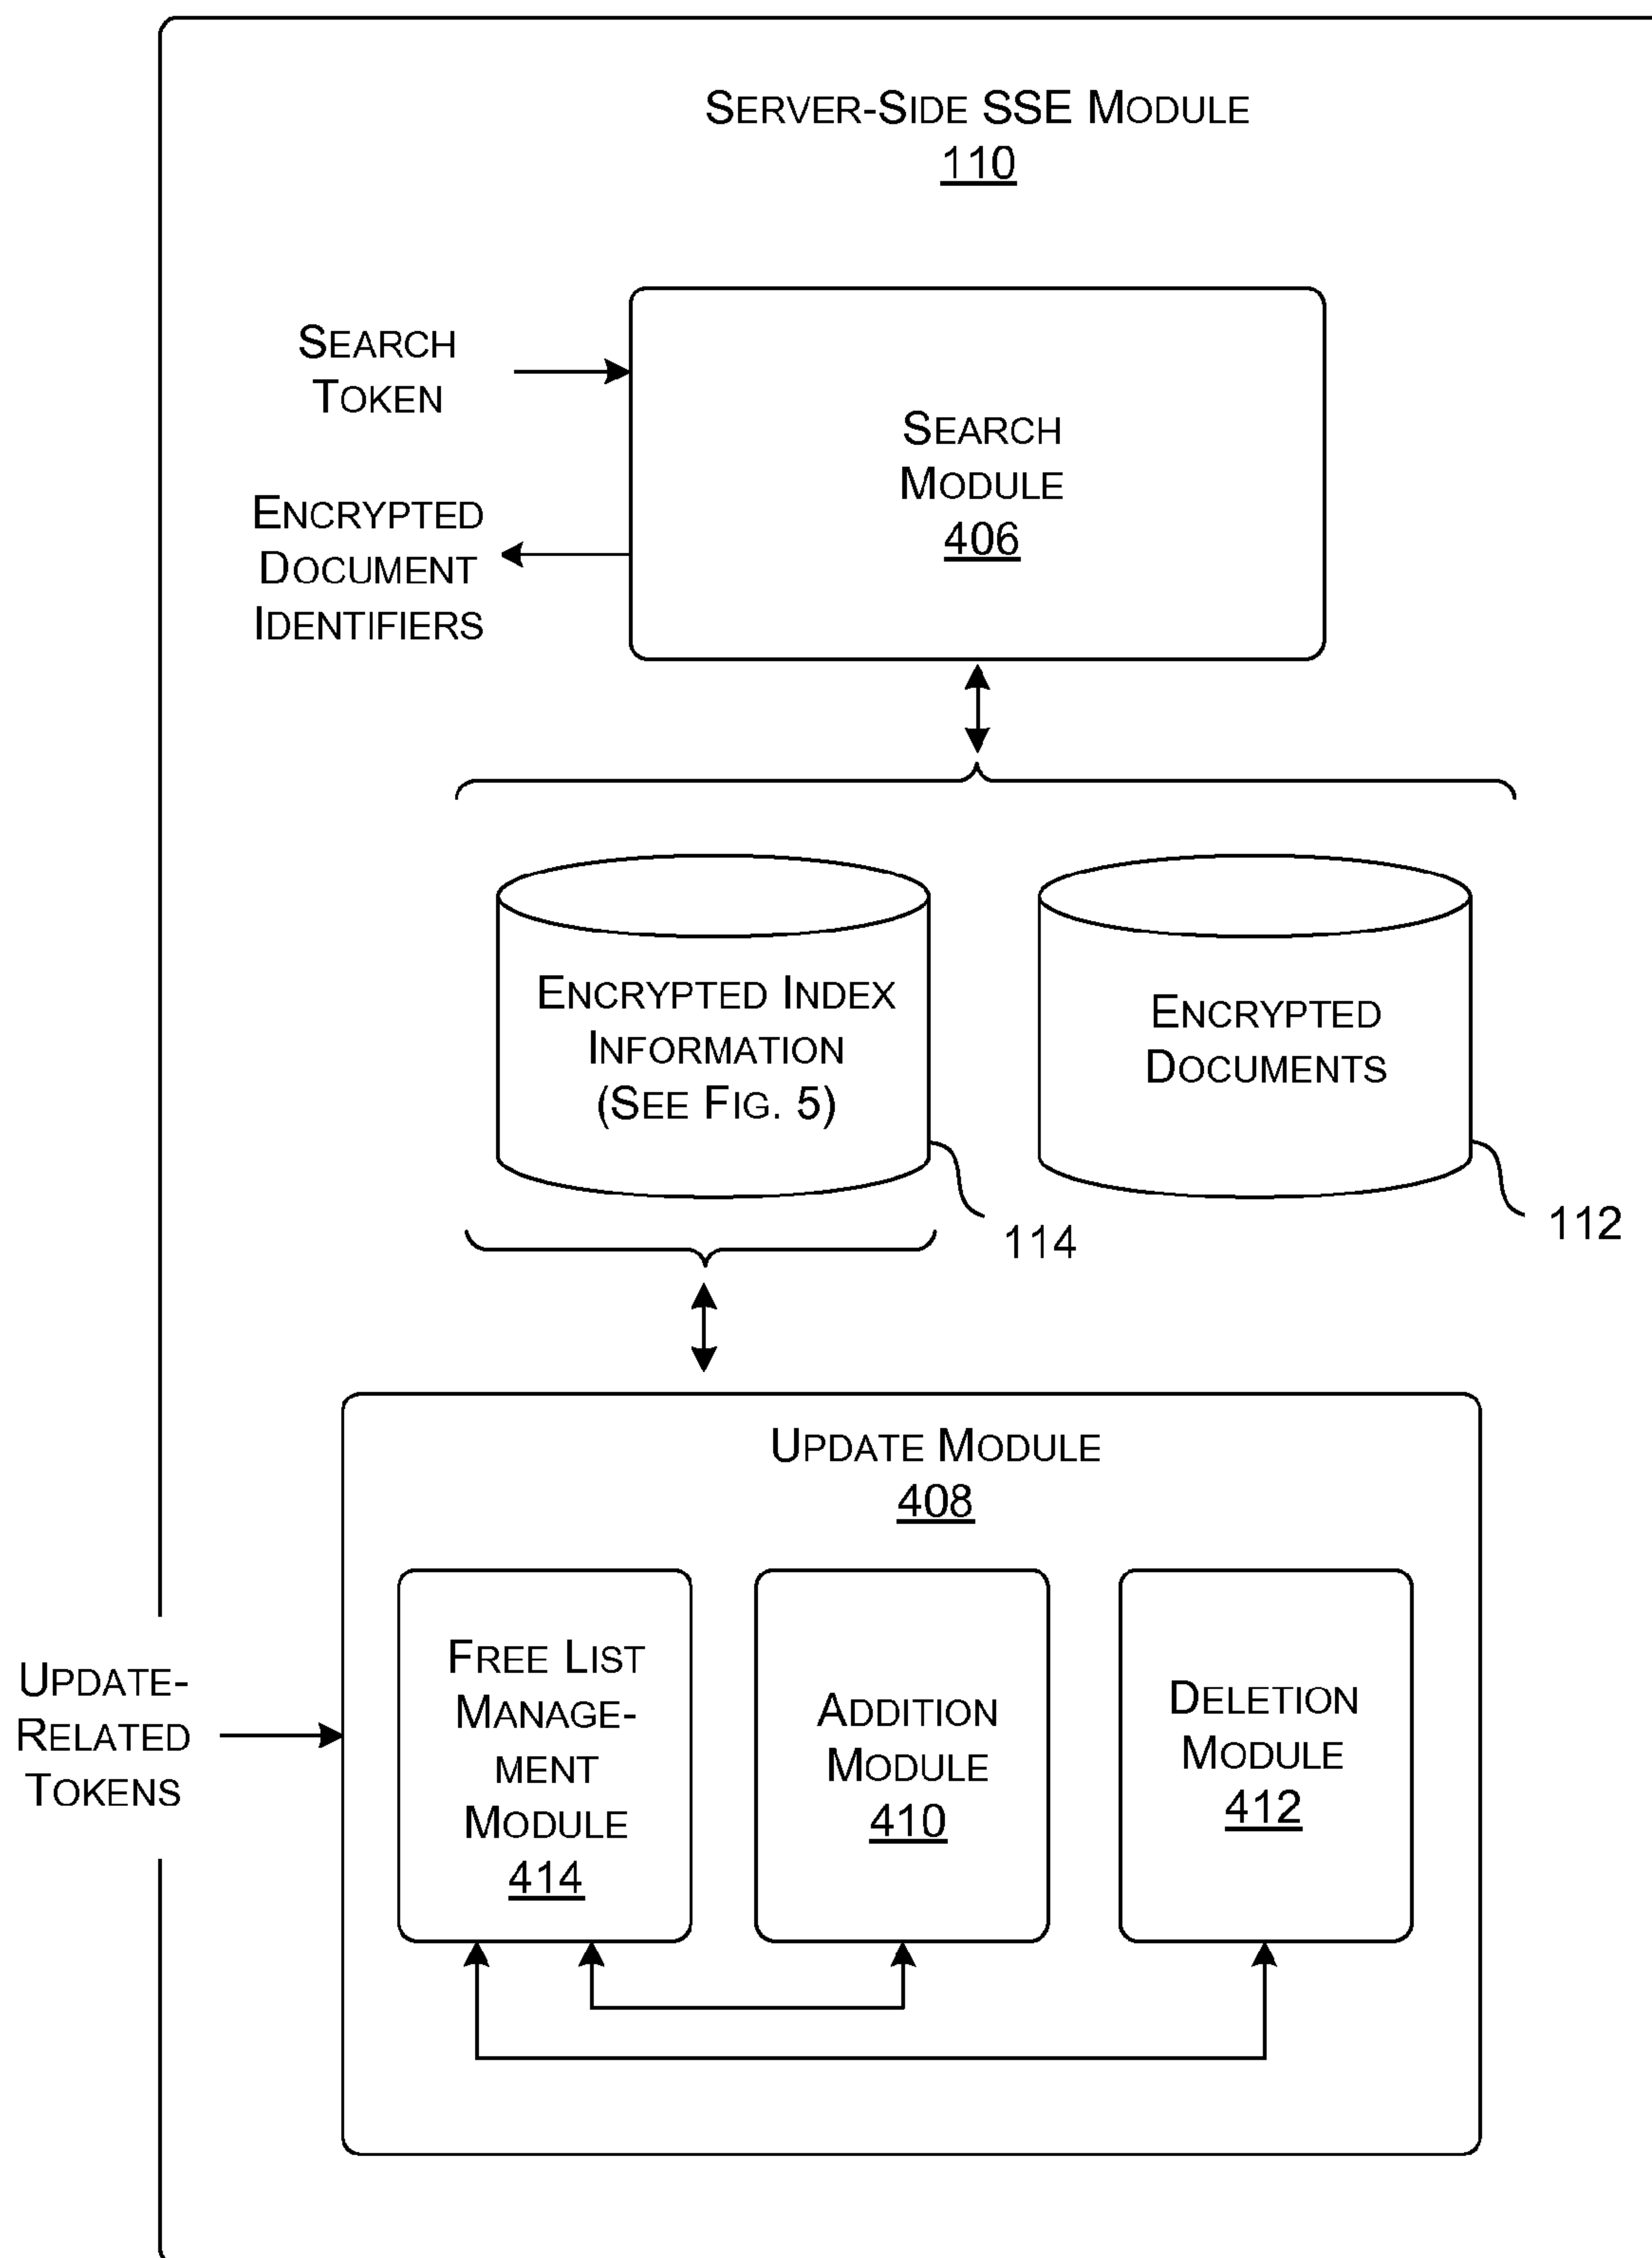 SERVER-SIDE SSE MODULE
110
SEARCH
TOKEN
ENCRYPTED
DOCUMENT
IDENTIFIERS
SEARCH
MODULE
406
ENCRYPTED INDEX
INFORMATION
(SEE FIG. 5)
114
ENCRYPTED
DOCUMENTS
112
UPDATE MODULE
408
UPDATE-
RELATED
TOKENS
FREE LIST
MANAGE-
MENT
MODULE
414
ADDITION
MODULE
410
DELETION
MODULE
412